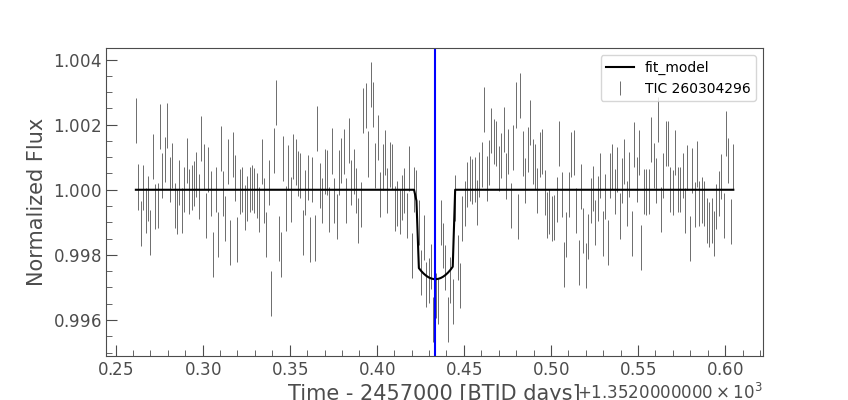 1.004
1.002
1.000
0.998
0.996
Normalized Flux
fit_model
TIC 260304296
0.25 0.30 0.35 0.40 0.45 0.50 0.55 0.60
Time - 2457000 [BTJD days]
+1.3520000000 × 10³